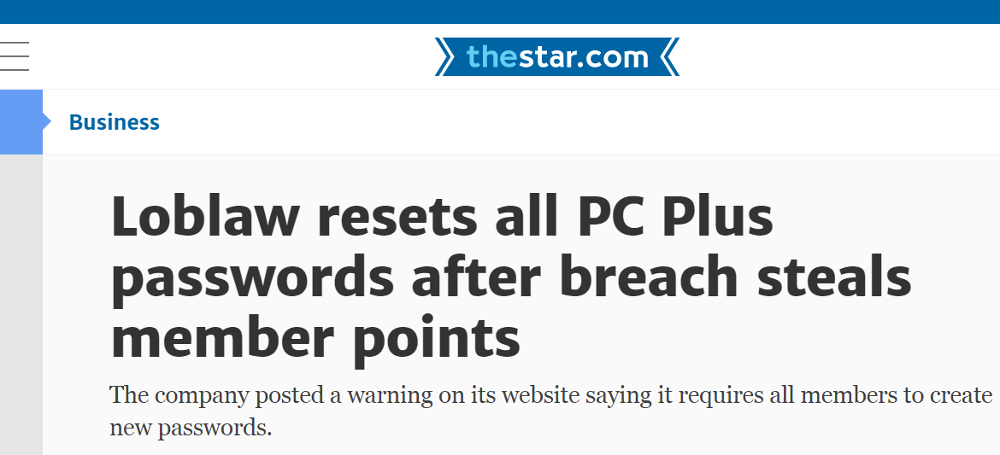 thestar.com
Business
Loblaw resets all PC Plus
passwords after breach steals
member points
The company posted a warning on its website saying it requires all members to create
new passwords.